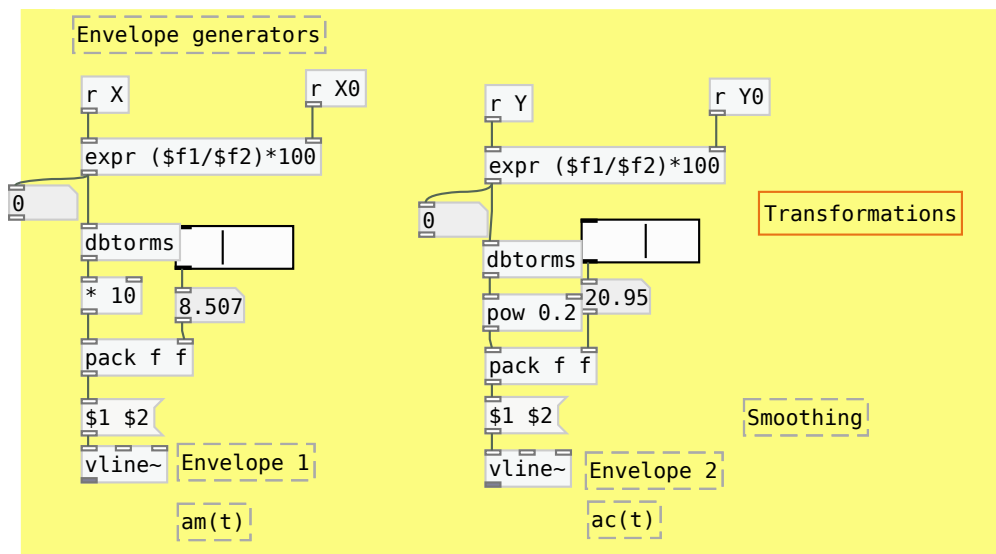 Envelope generators
r X
r X0
expr ($f1/$f2)*100
0
dbtorms
* 10
8.507
pack f f
$1 $2
vline~
Envelope 1
am(t)
r Y
r Y0
expr ($f1/$f2)*100
0
dbtorms
pow 0.2
20.95
pack f f
$1 $2
vline~
Envelope 2
ac(t)
Transformations
Smoothing